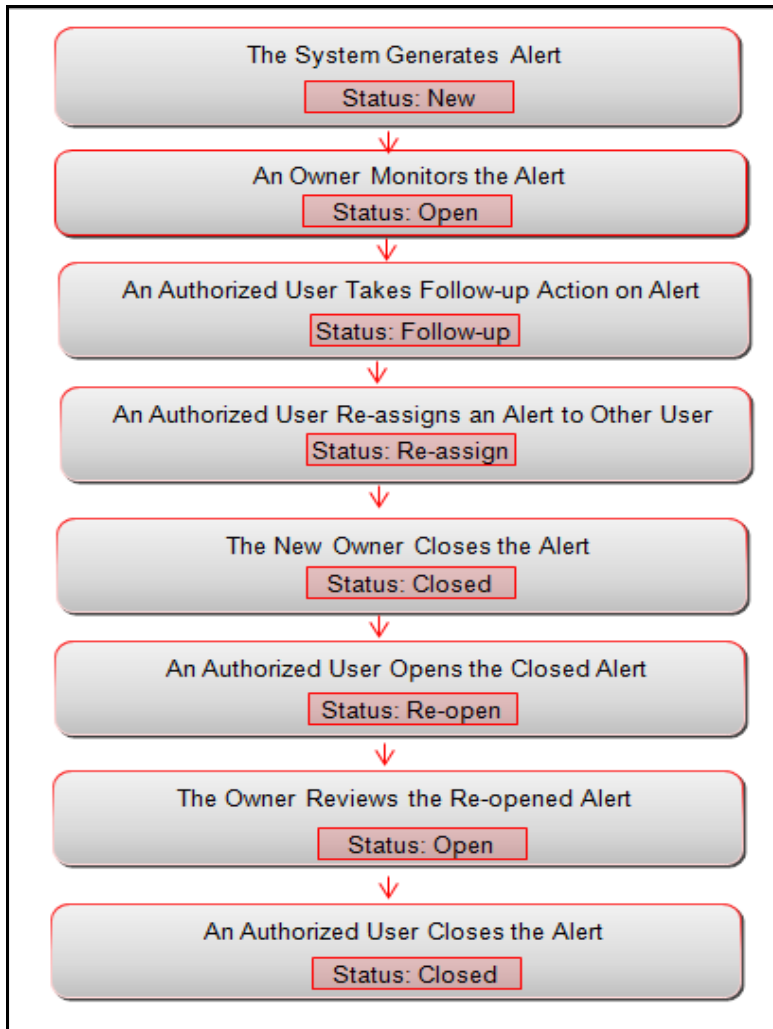 The System Generates Alert
Status: New
An Owner Monitors the Alert
Status: Open
An Authorized User Takes Follow-up Action on Alert
Status: Follow-up
An Authorized User Re-assigns an Alert to Other User
Status: Re-assign
The New Owner Closes the Alert
Status: Closed
An Authorized User Opens the Closed Alert
Status: Re-open
The Owner Reviews the Re-opened Alert
Status: Open
An Authorized User Closes the Alert
Status: Closed